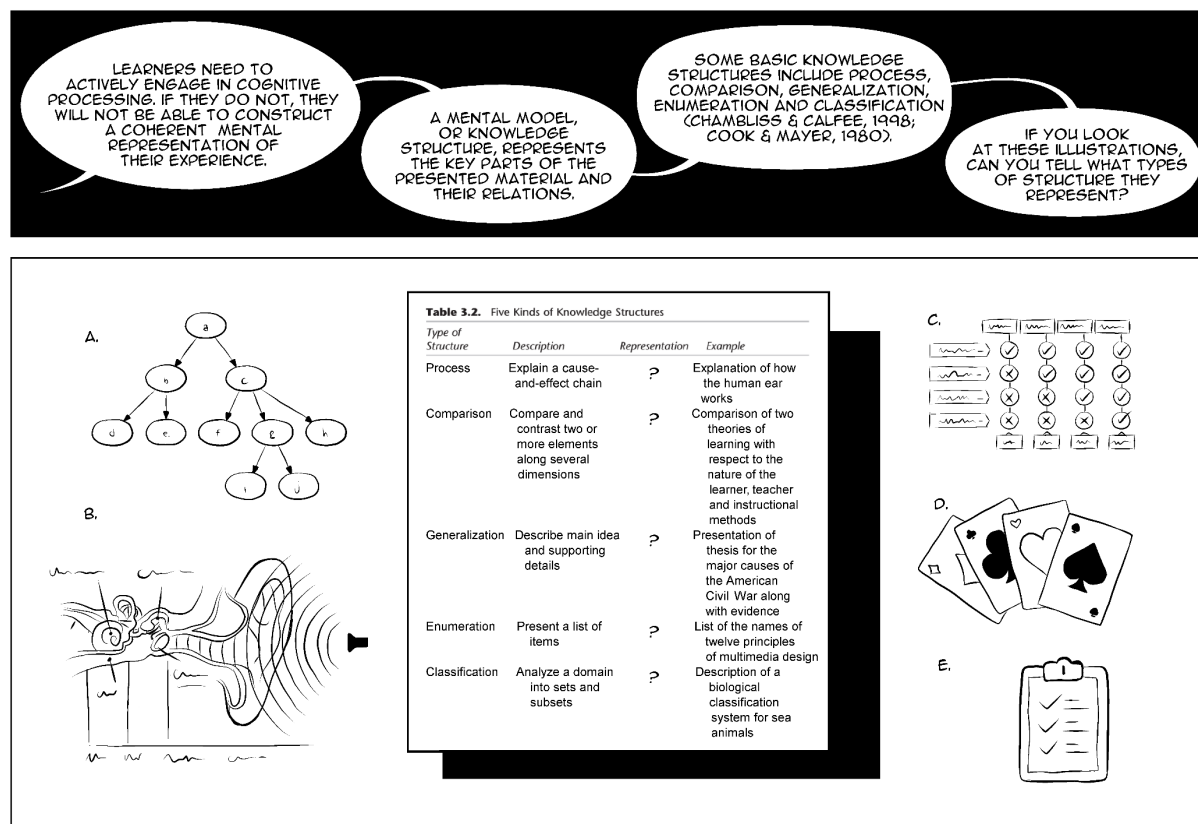 LEARNERS NEED TO
ACTIVELY ENGAGE IN COGNITIVE
PROCESSING. IF THEY DO NOT, THEY
WILL NOT BE ABLE TO CONSTRUCT
A COHERENT MENTAL
REPRESENTATION OF
THEIR EXPERIENCE.
A MENTAL MODEL,
OR KNOWLEDGE
STRUCTURE, REPRESENTS
THE KEY PARTS OF THE
PRESENTED MATERIAL AND
THEIR RELATIONS.
SOME BASIC KNOWLEDGE
STRUCTURES INCLUDE PROCESS,
COMPARISON, GENERALIZATION,
ENUMERATION AND CLASSIFICATION
(CHAMBLISS & CALFEE, 1998;
COOK & MAYER, 1980).
IF YOU LOOK
AT THESE ILLUSTRATIONS,
CAN YOU TELL WHAT TYPES
OF STRUCTURE THEY
REPRESENT?
A.
a
b c
d e f g h
i j
B.
Table 3.2. Five Kinds of Knowledge Structures
Type of
Structure Description Representation Example
Process Explain a cause- ? Explanation of how
and-effect chain the human ear
works
Comparison Compare and ? Comparison of two
contrast two or theories of
more elements learning with
along several respect to the
dimensions nature of the
learner, teacher
and instructional
methods
Generalization Describe main idea ? Presentation of
and supporting thesis for the
details major causes of
the American
Civil War along
with evidence
Enumeration Present a list of ? List of the names of
items twelve principles
of multimedia design
Classification Analyze a domain ? Description of a
into sets and biological
subsets classification
system for sea
animals
C.
D.
E.